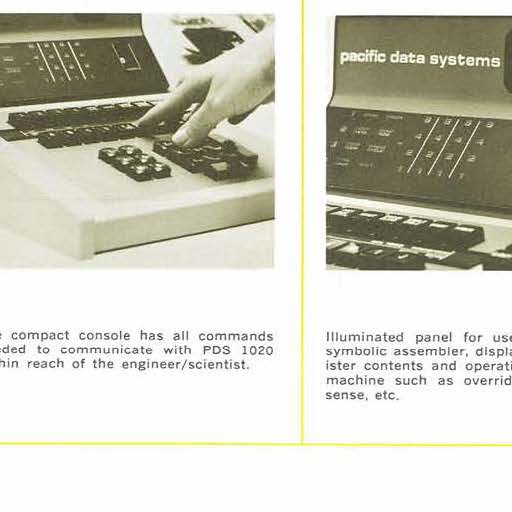 pacific data systems
e compact console has all commands
eded to communicate with PDS 1020
hin reach of the engineer/scientist.
Illuminated panel for use
symbolic assembler, displa
ister contents and operati
machine such as overrid
sense, etc.